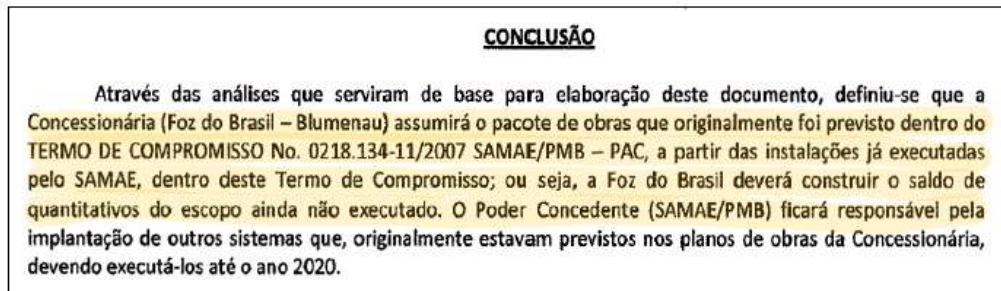 CONCLUSÃO
Através das análises que serviram de base para elaboração deste documento, definiu-se que a
Concessionária (Foz do Brasil – Blumenau) assumirá o pacote de obras que originalmente foi previsto dentro do
TERMO DE COMPROMISSO No. 0218.134-11/2007 SAMAE/PMB – PAC, a partir das instalações já executadas
pelo SAMAE, dentro deste Termo de Compromisso; ou seja, a Foz do Brasil deverá construir o saldo de
quantitativos do escopo ainda não executado. O Poder Concedente (SAMAE/PMB) ficará responsável pela
implantação de outros sistemas que, originalmente estavam previstos nos planos de obras da Concessionária,
devendo executá-los até o ano 2020.